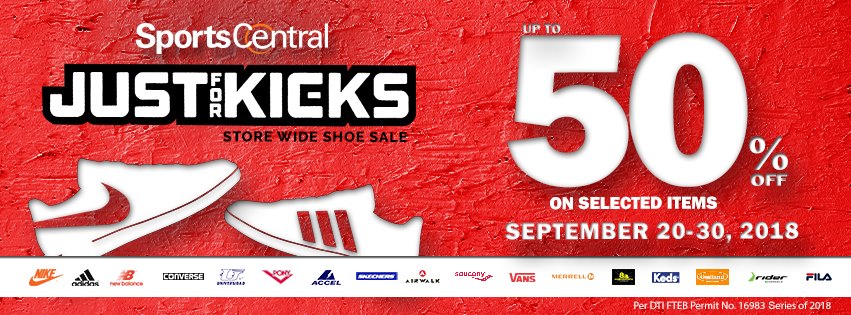 SportsCentral
JUST FOR KICKS
STORE WIDE SHOE SALE
UP TO
50% OFF
ON SELECTED ITEMS
SEPTEMBER 20-30, 2018
NIKE
adidas
new balance
CONVERSE
PONY
ACCEL
SKECHERS
AIRWALK
saucony
VANS
MERRELL
Keds
rider
FILA
Per DTI FTEB Permit No. 16983 Series of 2018